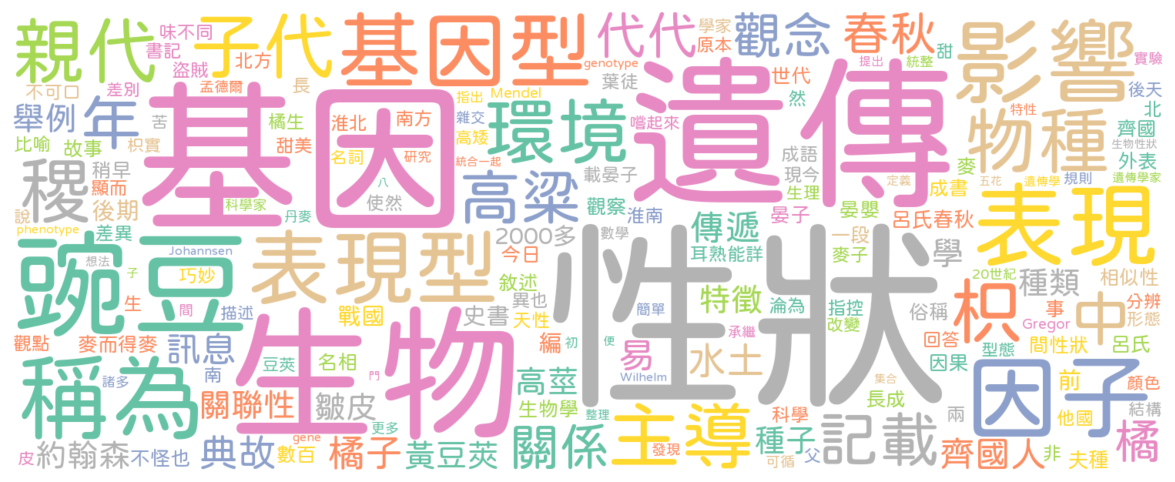 親代
味不同
書記
盜賊
子代
北方
基因型
genotype
代代
學家
原本
觀念
春秋
甜
統整
影響
實驗
不可口
差別
孟德爾
長
指出
Mendel
葉徒
世代
提出
然
後天
舉例
年
苦
基因
橘生
淮北
南方
雜交
環境
嚐起來
遺傳
物種
特性
北
齊國
生物性狀
比喻
故事
枳實
甜美
名詞
高矮
研究
統合一起
成語
現今
生理
麥
外表
定義
五花
遺傳學
遺傳學家
稷
稍早
顯而
後期
科學家
八
使然
丹麥
高粱
載晏子
觀察
淮南
晏子
晏嬰
成書
規則
呂氏春秋
表現
說
phenotype
差異
2000多
今日
數學
傳遞
耳熟能詳
一段
麥子
學
豌豆
想法
Johannsen
子
巧妙
表現型
敘述
異也
天性
性狀
特徵
淪為
指控
改變
20世紀
種類
相似性
生
間
描述
戰國
史書
簡單
俗稱
枳
事
中
分辨
形態
Gregor
觀點
麥而得麥
訊息
生物
豆莢
名相
編
初
承繼
便
易
水土
回答
因果
型態
間性狀
呂氏
稱為
諸多
南
門
高莖
Wilhelm
集合
長成
因子
前
顏色
關聯性
皺皮
生物學
整理
主導
科學
兩
他國
結構
皮
約翰森
不怪也
典故
gene
數百
橘子
更多
黃豆莢
關係
發現
種子
可循
父
記載
齊國人
非
夫種
橘